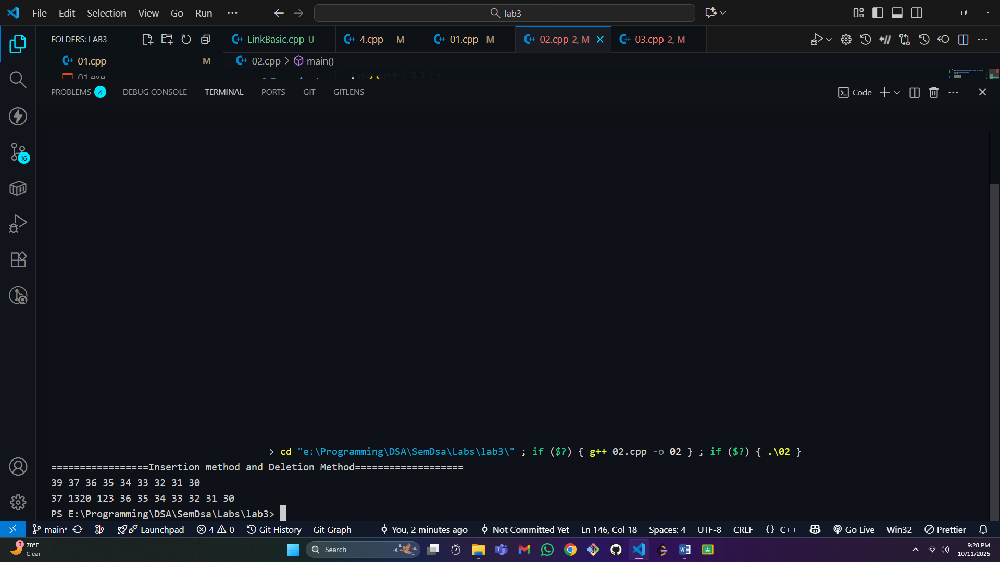 File Edit Selection View Go Run ··· lab3
FOLDERS: LAB3
LinkBasic.cpp U 4.cpp M 01.cpp M 02.cpp 2, M 03.cpp 2, M
01.cpp M
02.cpp > main()
01.exe
Insert(32);
PROBLEMS 4 DEBUG CONSOLE TERMINAL PORTS GIT GITLENS
Code
16
> cd "e:\Programming\DSA\SemDsa\Labs\lab3\" ; if ($?) { g++ 02.cpp -o 02 } ; if ($?) { .\02 }
=================Insertion method and Deletion Method===================
39 37 36 35 34 33 32 31 30
37 1320 123 36 35 34 33 32 31 30
PS E:\Programming\DSA\SemDsa\Labs\lab3>
main* Launchpad 4 0 Git History Git Graph You, 2 minutes ago Not Committed Yet Ln 146, Col 18 Spaces: 4 UTF-8 CRLF {} C++ Go Live Win32 Prettier
3 78°F
Clear
Search
9:28 PM
10/11/2025